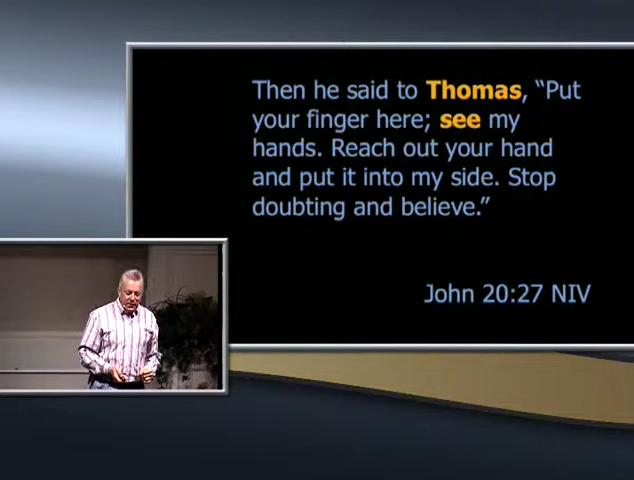 Then he said to Thomas, “Put
your finger here; see my
hands. Reach out your hand
and put it into my side. Stop
doubting and believe.”
John 20:27 NIV